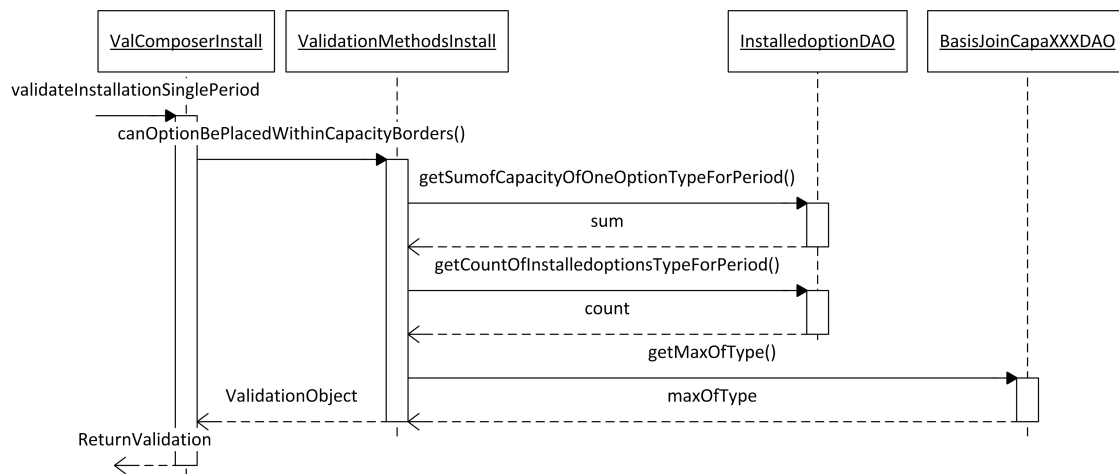 ValComposerInstall
ValidationMethodsInstall
InstalledoptionDAO
BasisJoinCapaXXXDAO
validateInstallationSinglePeriod
canOptionBePlacedWithinCapacityBorders()
getSumofCapacityOfOneOptionTypeForPeriod()
sum
getCountOfInstalledoptionsTypeForPeriod()
count
getMaxOfType()
ValidationObject
maxOfType
ReturnValidation